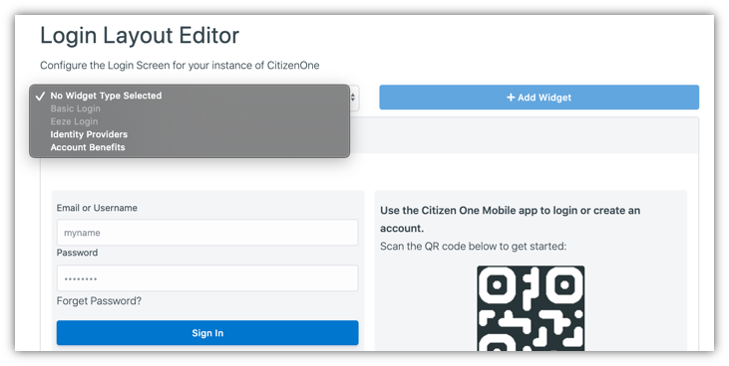 Login Layout Editor
Configure the Login Screen for your instance of CitizenOne
✓ No Widget Type Selected
Basic Login
Eeze Login
Identity Providers
Account Benefits
+ Add Widget
Email or Username
myname
Password
••••••••
Forget Password?
Sign In
Use the Citizen One Mobile app to login or create an
account.
Scan the QR code below to get started: